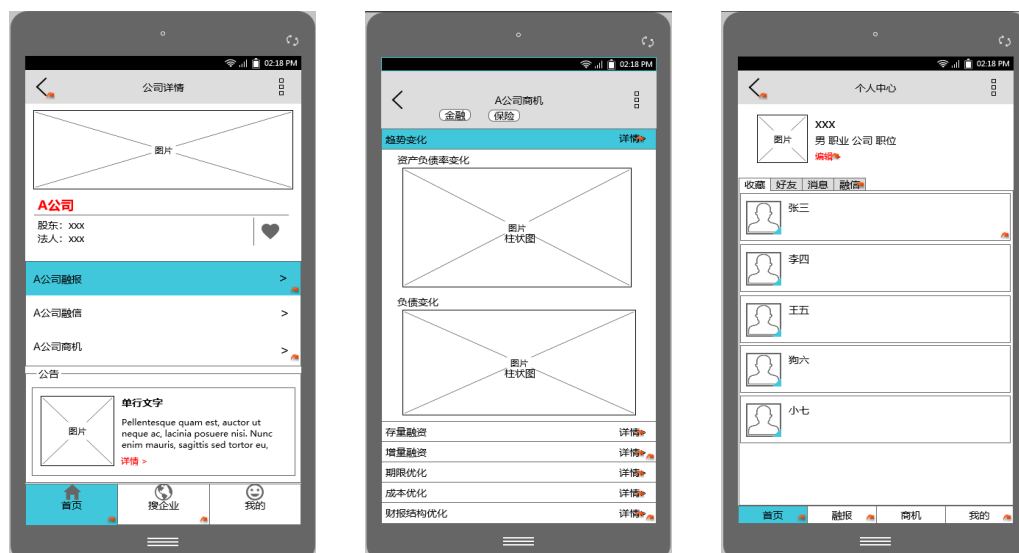 02:18 PM
公司详情
图片
A公司
股东：xxx
法人：xxx
A公司融报 >
A公司融信 >
A公司商机 >
公告
图片
单行文字
Pellentesque quam est, auctor ut
neque ac, lacinia posuere nisi. Nunc
enim mauris, sagittis sed tortor eu,
详情 >
首页 搜企业 我的
02:18 PM
A公司商机
金融 保险
趋势变化 详情
资产负债率变化
图片
柱状图
负债变化
图片
柱状图
存量融资 详情
增量融资 详情
期限优化 详情
成本优化 详情
财报结构优化 详情
02:18 PM
个人中心
图片
XXX
男 职业 公司 职位
编辑
收藏 好友 消息 融信
张三
李四
王五
狗六
小七
首页 融报 商机 我的